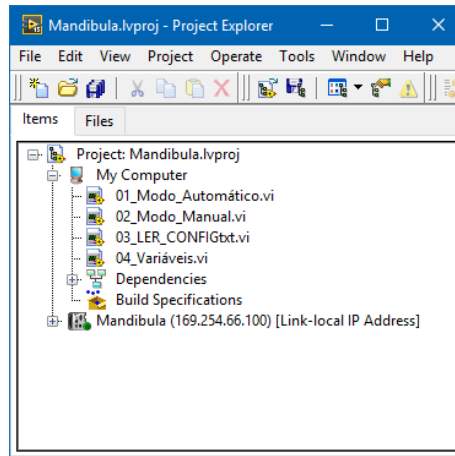 Mandibula.lvproj - Project Explorer
File Edit View Project Operate Tools Window Help
Items Files
Project: Mandibula.lvproj
My Computer
01_Modo_Automático.vi
02_Modo_Manual.vi
03_LER_CONFIGtxt.vi
04_Variáveis.vi
Dependencies
Build Specifications
Mandibula (169.254.66.100) [Link-local IP Address]